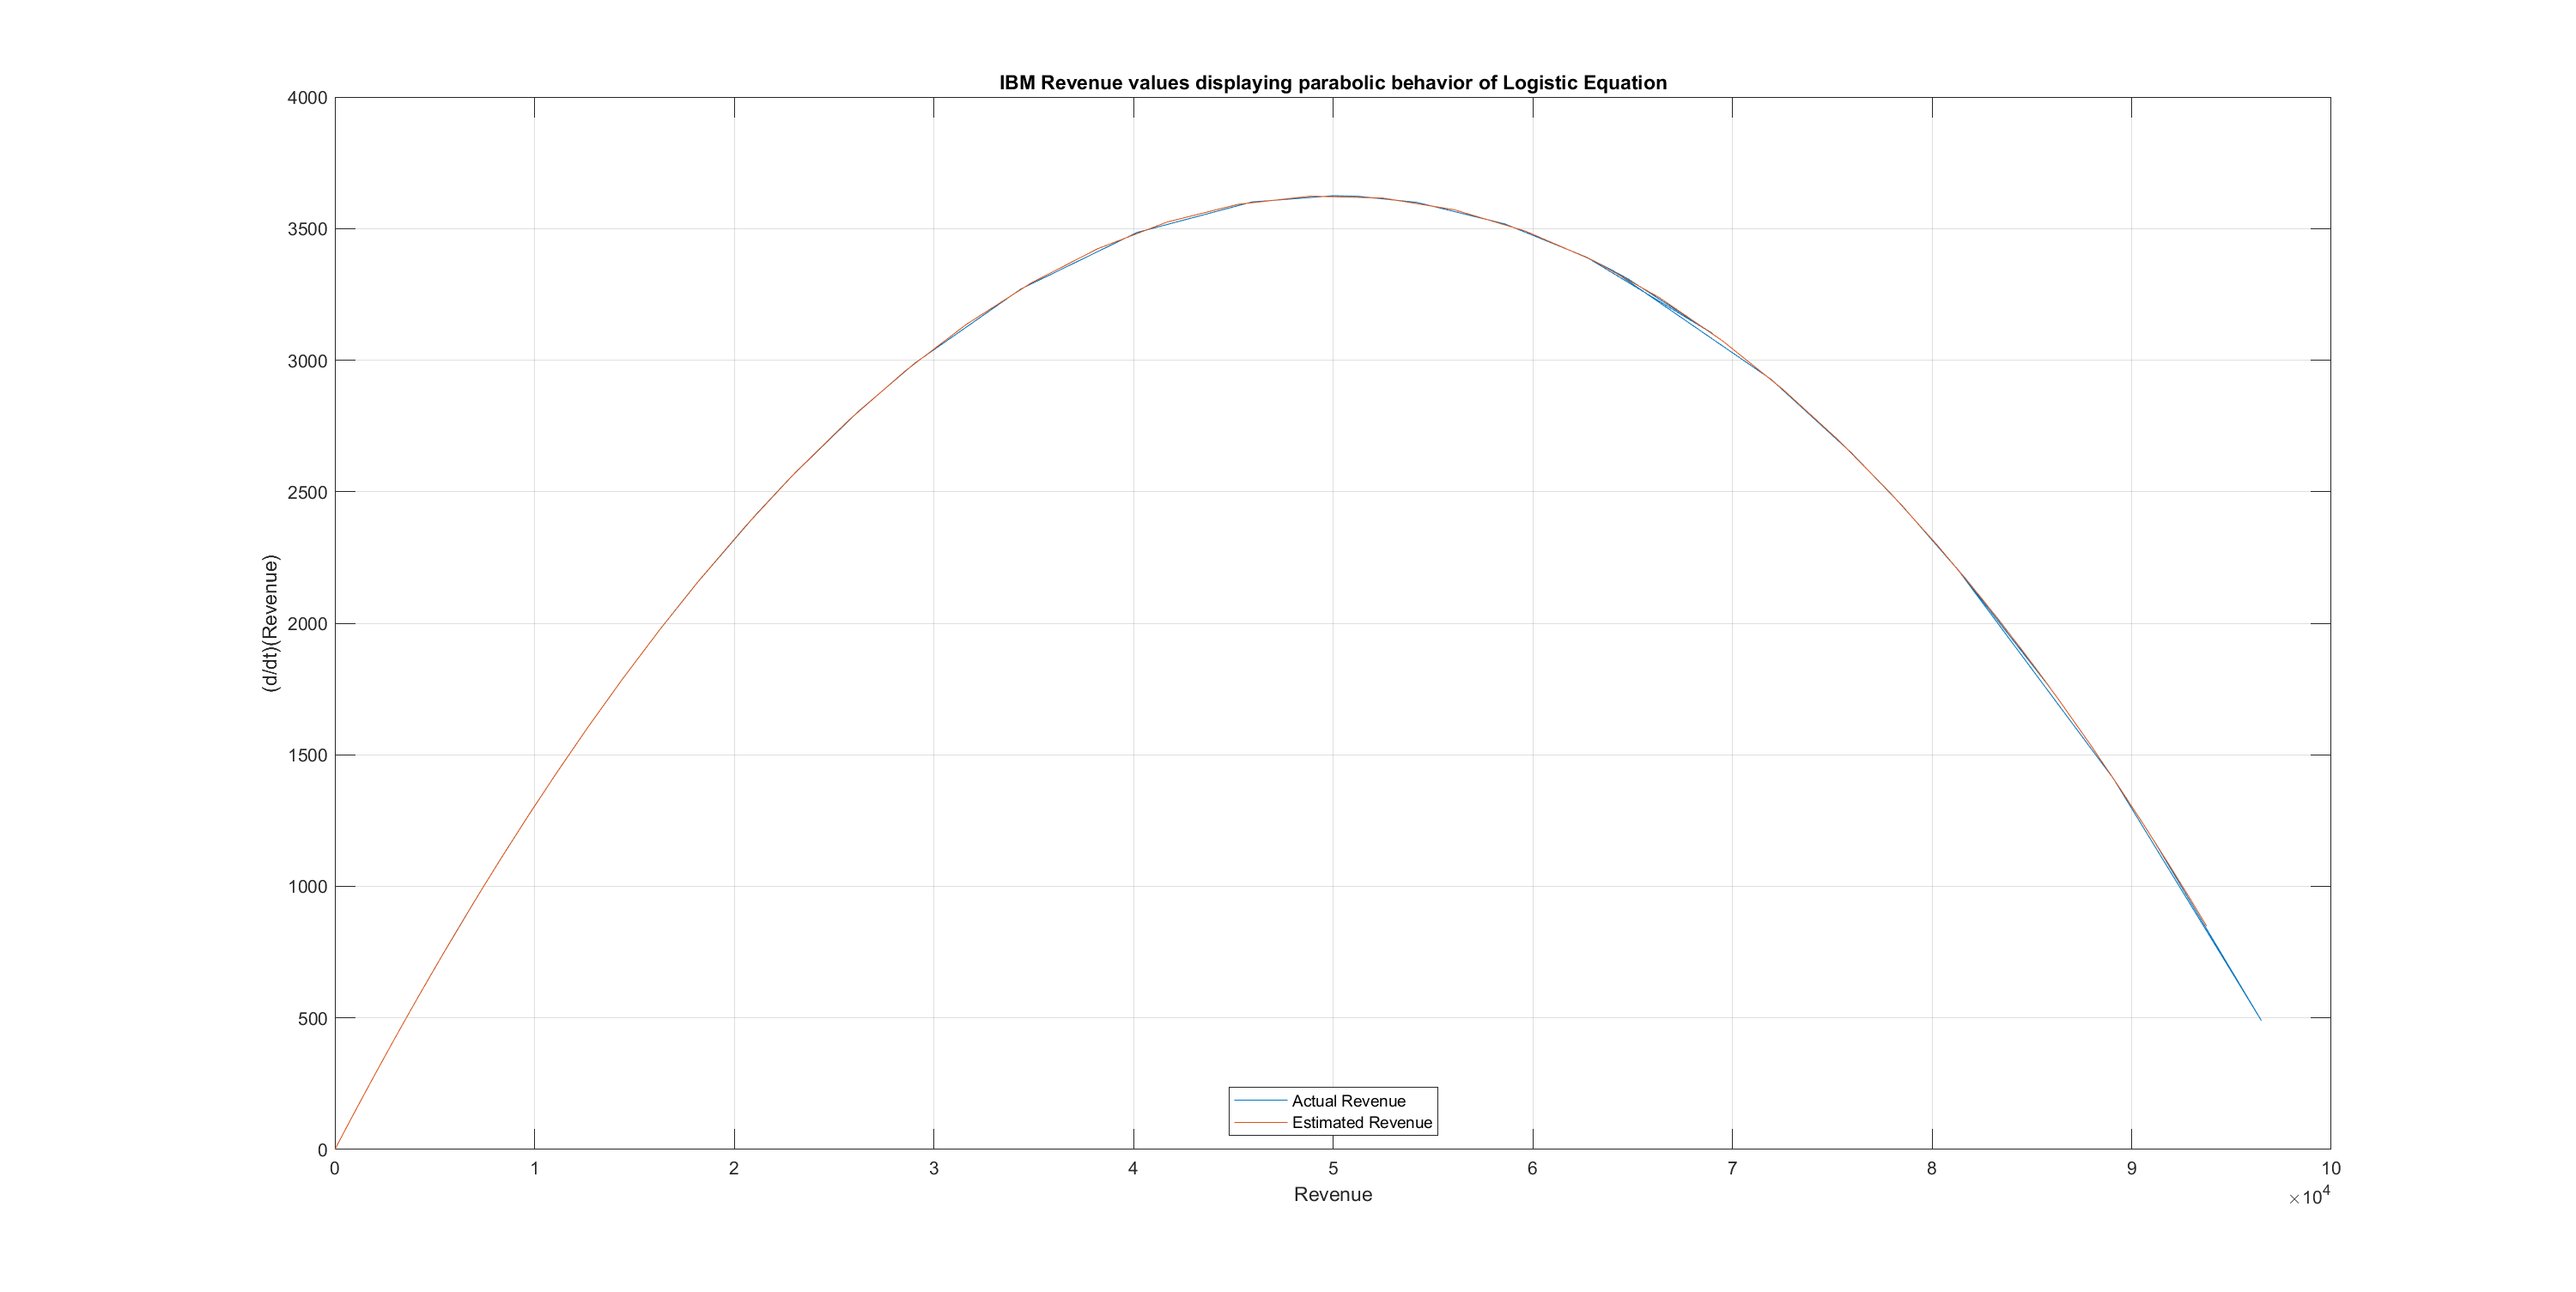 IBM Revenue values displaying parabolic behavior of Logistic Equation
4000
3500
3000
2500
2000
1500
1000
500
0
(d/dt)(Revenue)
Actual Revenue
Estimated Revenue
0 1 2 3 4 5 6 7 8 9 10
Revenue
×10⁴